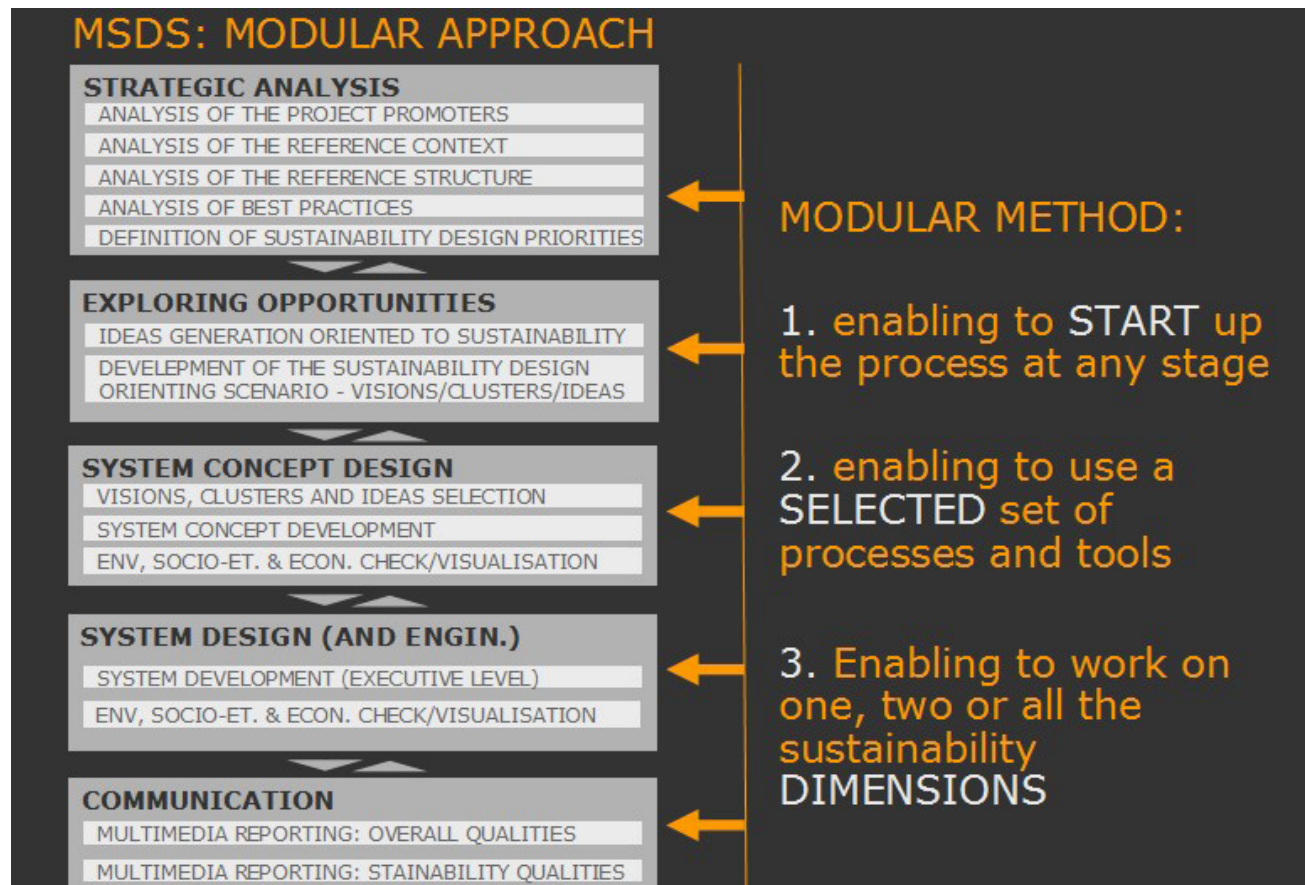 MSDS: MODULAR APPROACH
STRATEGIC ANALYSIS
ANALYSIS OF THE PROJECT PROMOTERS
ANALYSIS OF THE REFERENCE CONTEXT
ANALYSIS OF THE REFERENCE STRUCTURE
ANALYSIS OF BEST PRACTICES
DEFINITION OF SUSTAINABILITY DESIGN PRIORITIES
EXPLORING OPPORTUNITIES
IDEAS GENERATION ORIENTED TO SUSTAINABILITY
DEVELEPMENT OF THE SUSTAINABILITY DESIGN
ORIENTING SCENARIO - VISIONS/CLUSTERS/IDEAS
SYSTEM CONCEPT DESIGN
VISIONS, CLUSTERS AND IDEAS SELECTION
SYSTEM CONCEPT DEVELOPMENT
ENV, SOCIO-ET. & ECON. CHECK/VISUALISATION
SYSTEM DESIGN (AND ENGIN.)
SYSTEM DEVELOPMENT (EXECUTIVE LEVEL)
ENV, SOCIO-ET. & ECON. CHECK/VISUALISATION
COMMUNICATION
MULTIMEDIA REPORTING: OVERALL QUALITIES
MULTIMEDIA REPORTING: STAINABILITY QUALITIES
MODULAR METHOD:
1. enabling to START up
the process at any stage
2. enabling to use a
SELECTED set of
processes and tools
3. Enabling to work on
one, two or all the
sustainability
DIMENSIONS